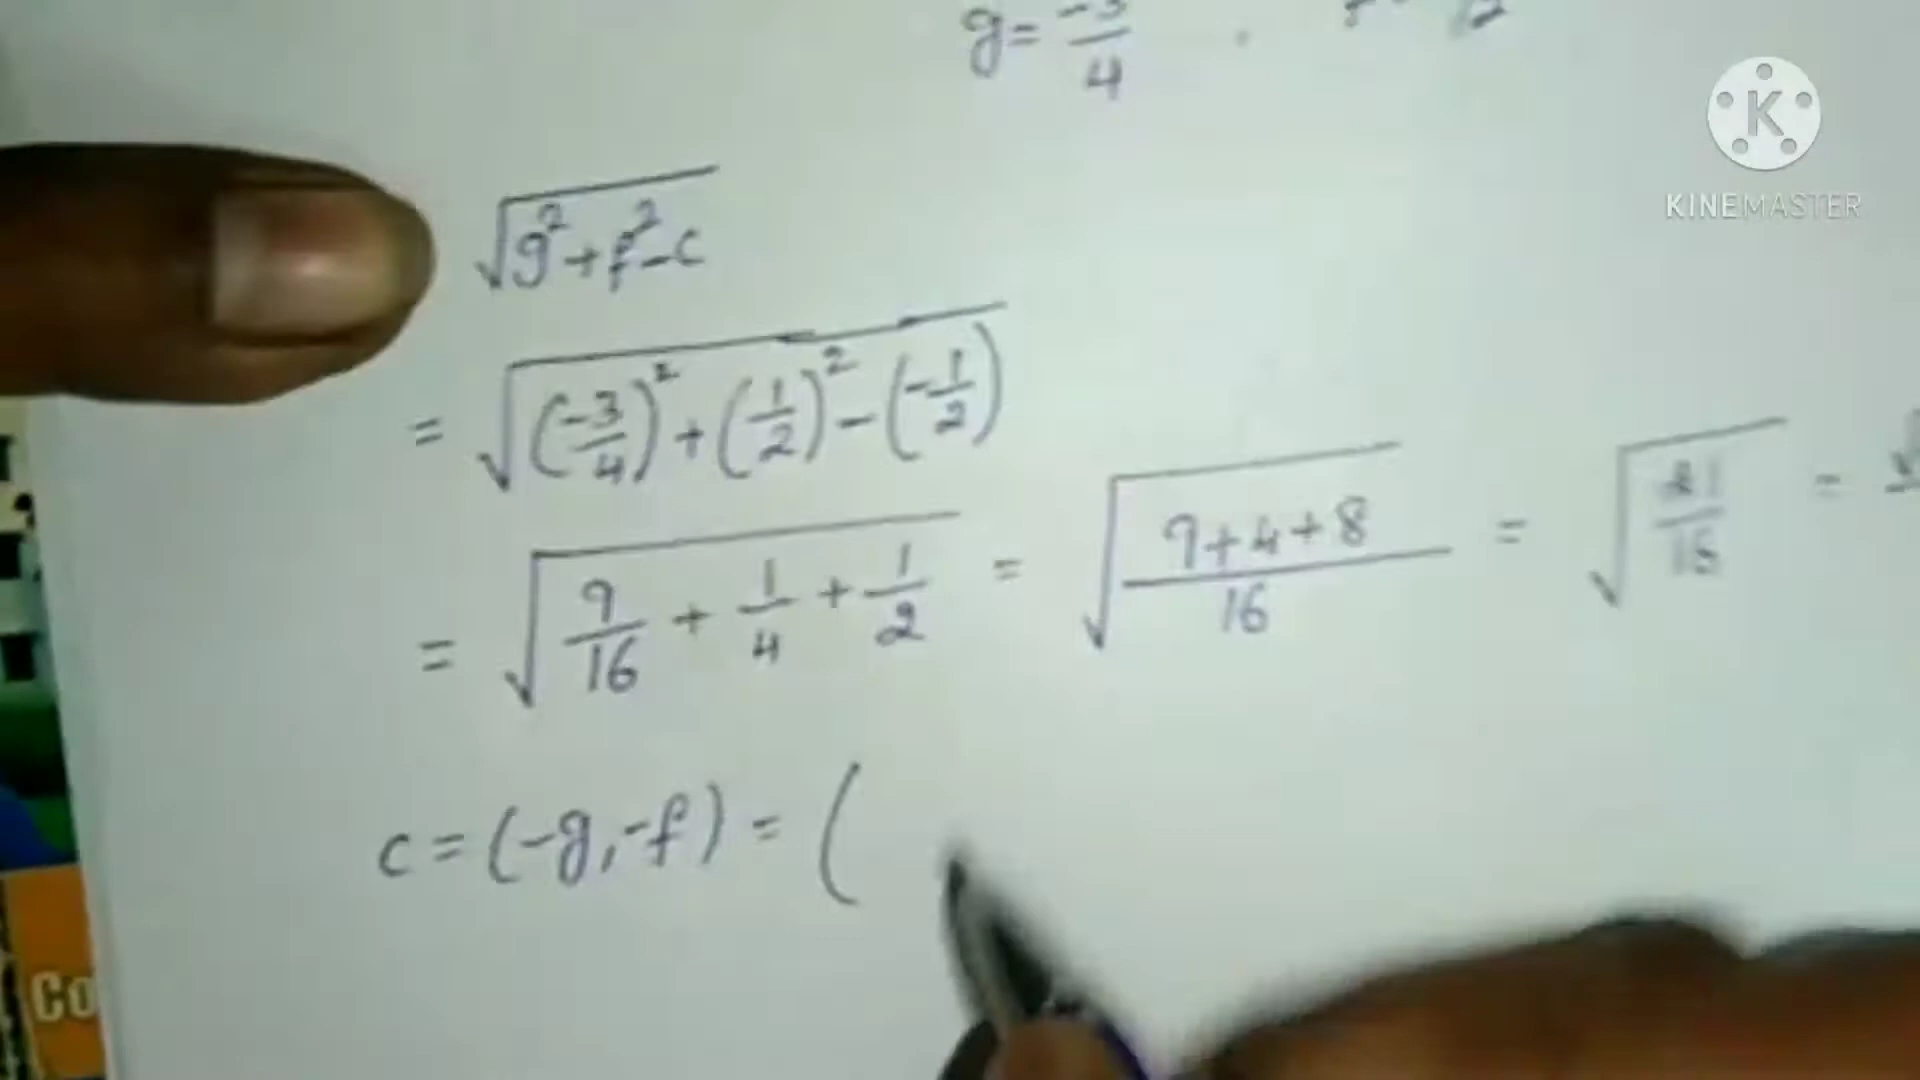 g = -3/4
KINEMASTER
√(g²+f²-c)
= √((-3/4)²+(1/2)²-(-1/2))
= √(9/16 + 1/4 + 1/2) = √((9+4+8)/16) = √(21/16) =
c = (-g,-f) = (
Co